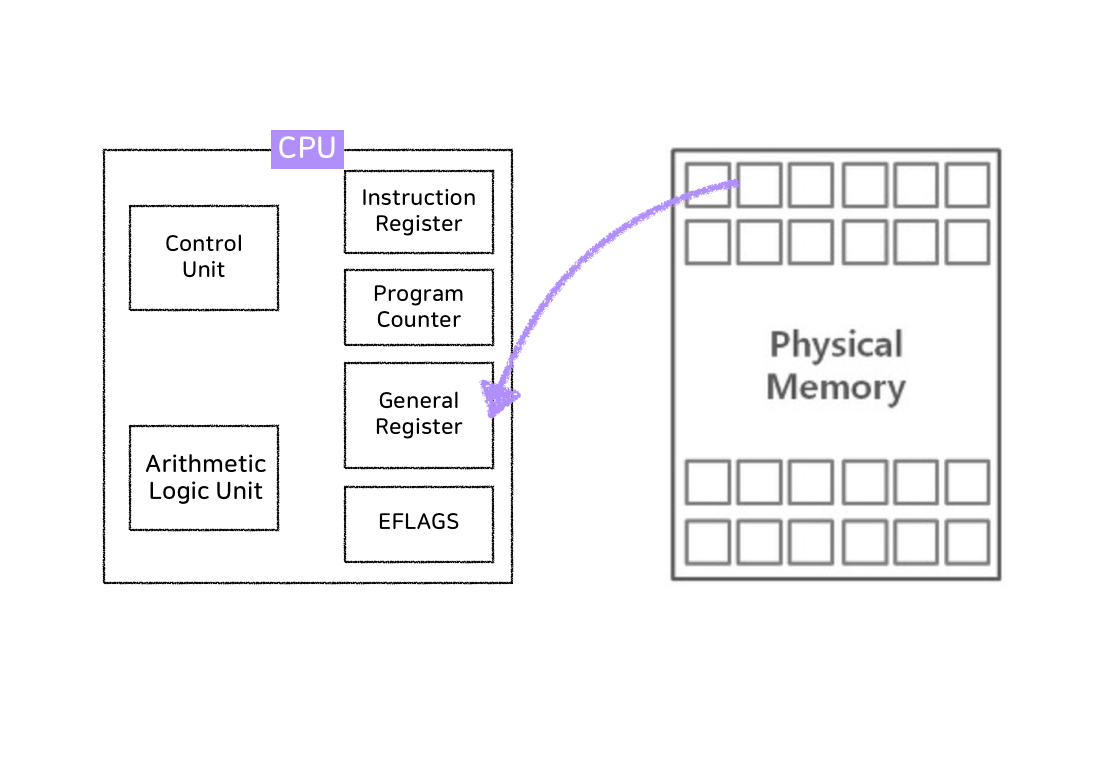 CPU
Control
Unit
Arithmetic
Logic Unit
Instruction
Register
Program
Counter
General
Register
EFLAGS
Physical
Memory